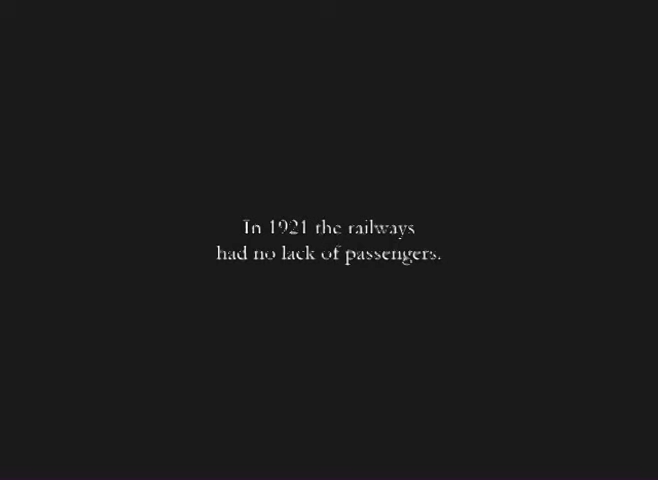 In 1921 the railways
had no lack of passengers.